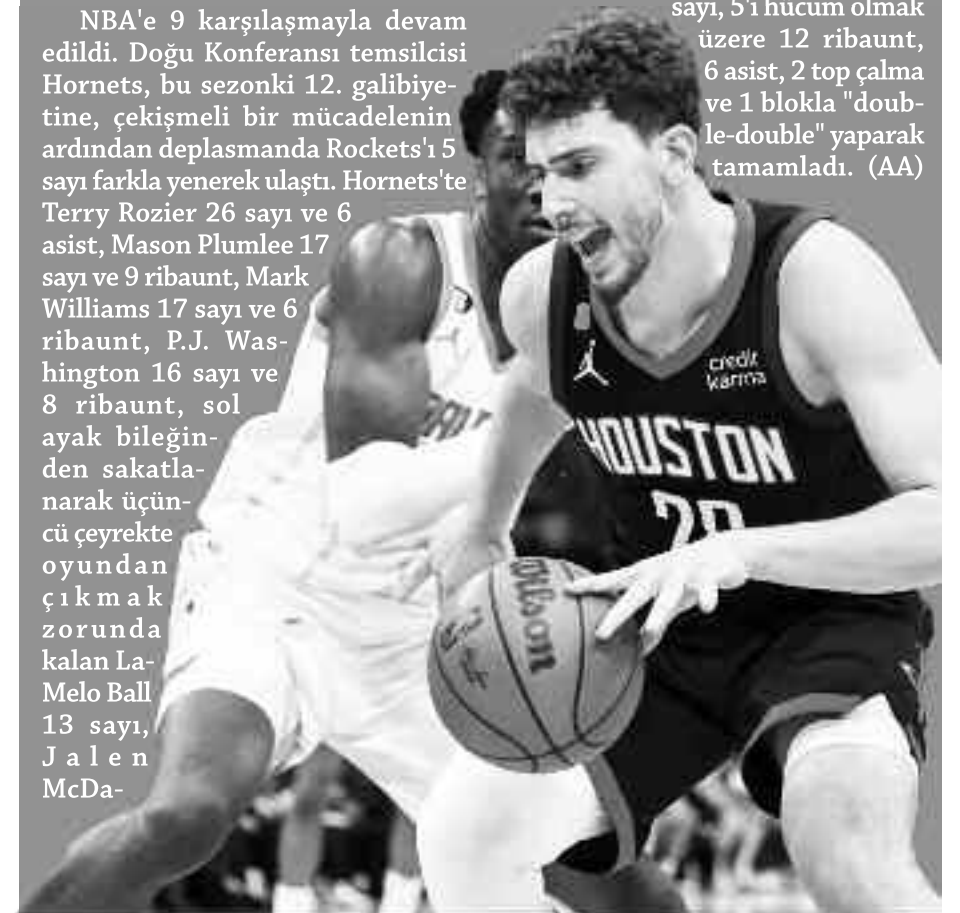 NBA'e 9 karşılaşmayla devam
edildi. Doğu Konferansı temsilcisi
Hornets, bu sezonki 12. galibiye-
tine, çekişmeli bir mücadelenin
ardından deplasmanda Rockets'ı 5
sayı farkla yenerek ulaştı. Hornets'te
Terry Rozier 26 sayı ve 6
asist, Mason Plumlee 17
sayı ve 9 ribaunt, Mark
Williams 17 sayı ve 6
ribaunt, P.J. Was-
hington 16 sayı ve
8 ribaunt, sol
ayak bileğin-
den sakatla-
narak üçün-
cü çeyrekte
oyundan
çıkmak
zorunda
kalan La-
Melo Ball
13 sayı,
Jalen
McDa-
sayı, 5'i hücum olmak
üzere 12 ribaunt,
6 asist, 2 top çalma
ve 1 blokla "doub-
le-double" yaparak
tamamladı. (AA)
credit
karma
HOUSTON
Wilson